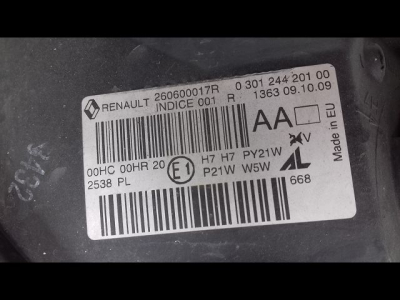 RENAULT 260600017R 0 301 244 201 00
INDICE 001 R 1363 09.10.09
AA
V
Made in EU
00HC 00HR 20 E1 H7 H7 PY21W AL
2538 PL P21W W5W
668